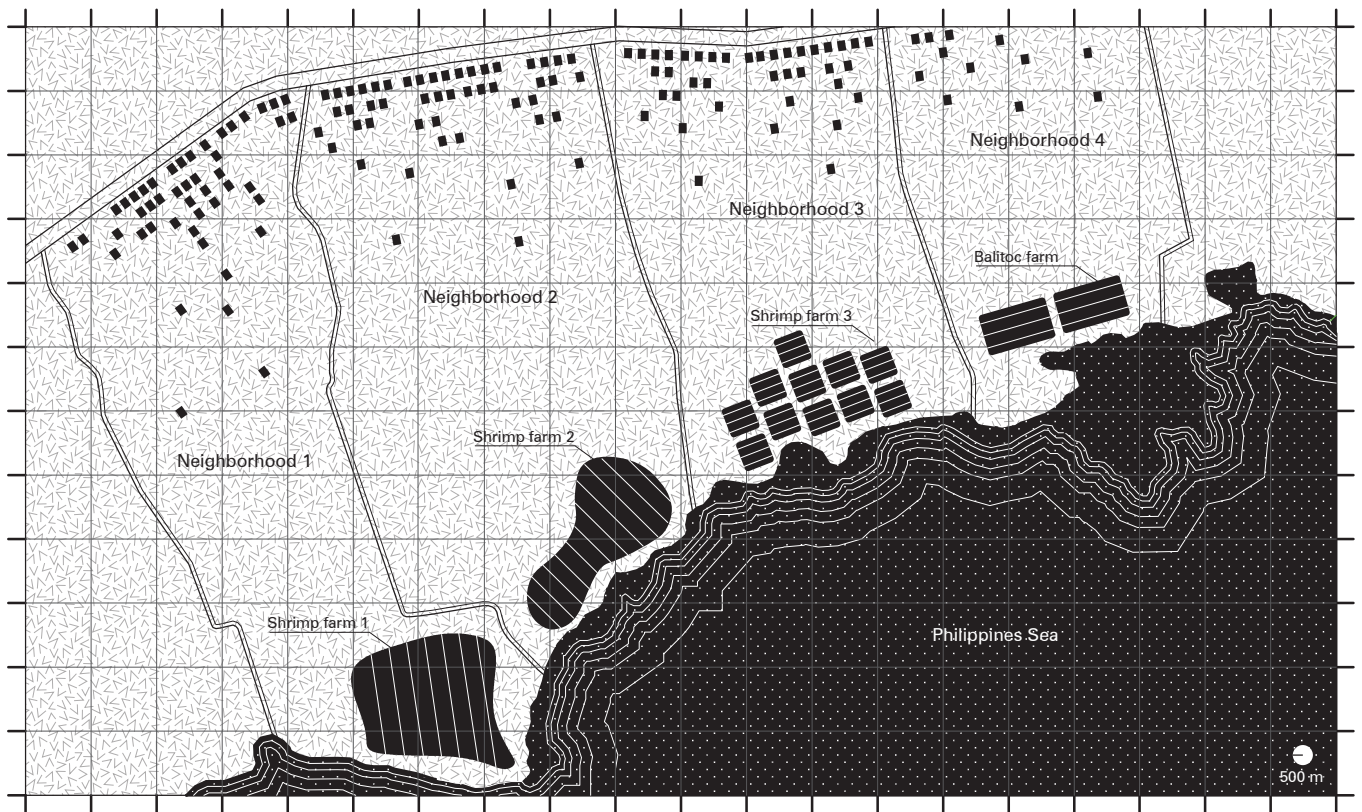 Neighborhood 4
Neighborhood 3
Balitoc farm
Neighborhood 2
Shrimp farm 3
Shrimp farm 2
Neighborhood 1
Shrimp farm 1
Philippines Sea
500 m